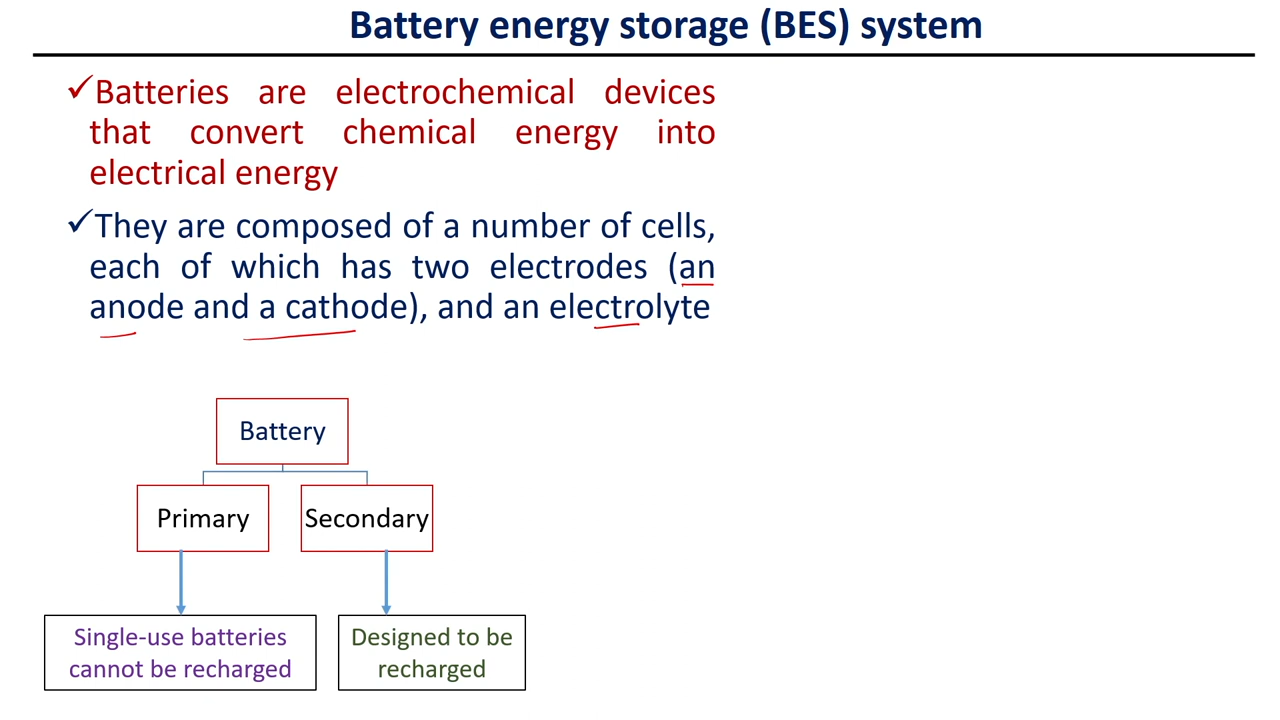 Battery energy storage (BES) system
✓Batteries are electrochemical devices
that convert chemical energy into
electrical energy
✓They are composed of a number of cells,
each of which has two electrodes (an
anode and a cathode), and an electrolyte
Battery
Primary
Secondary
Single-use batteries
cannot be recharged
Designed to be
recharged